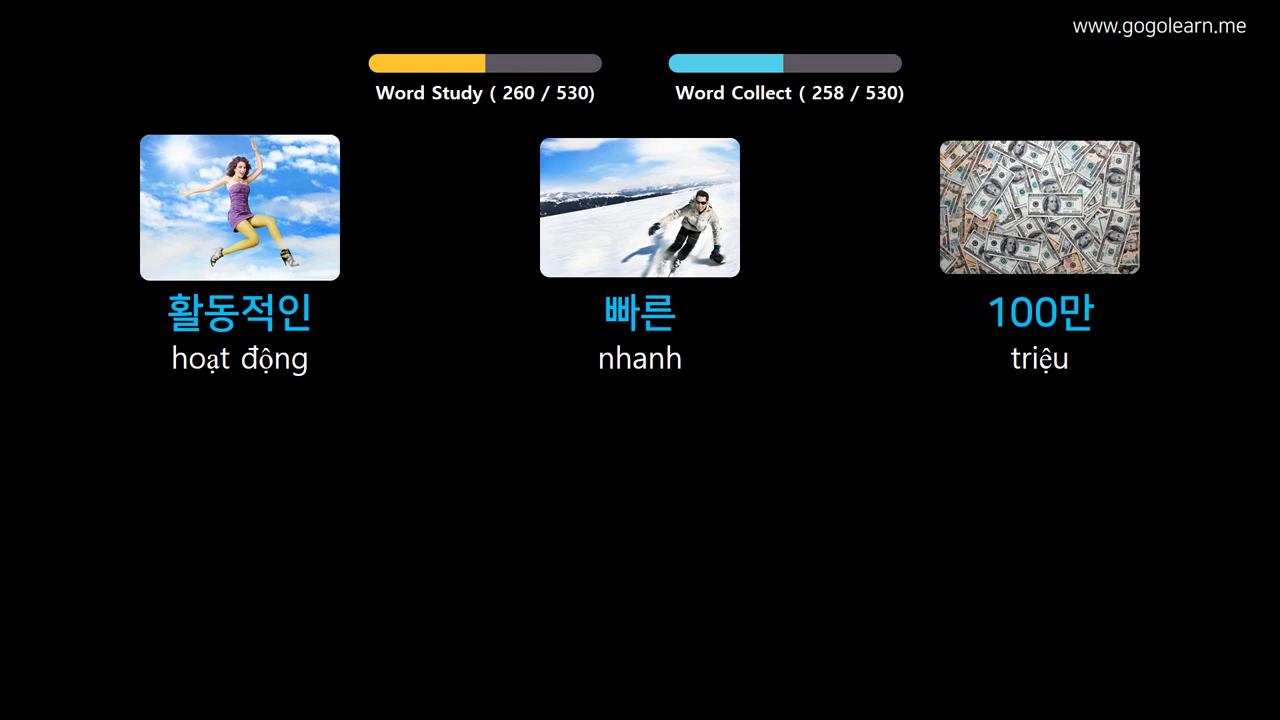 www.gogolearn.me
Word Study ( 260 / 530)
Word Collect ( 258 / 530)
활동적인
hoạt động
빠른
nhanh
100만
triệu